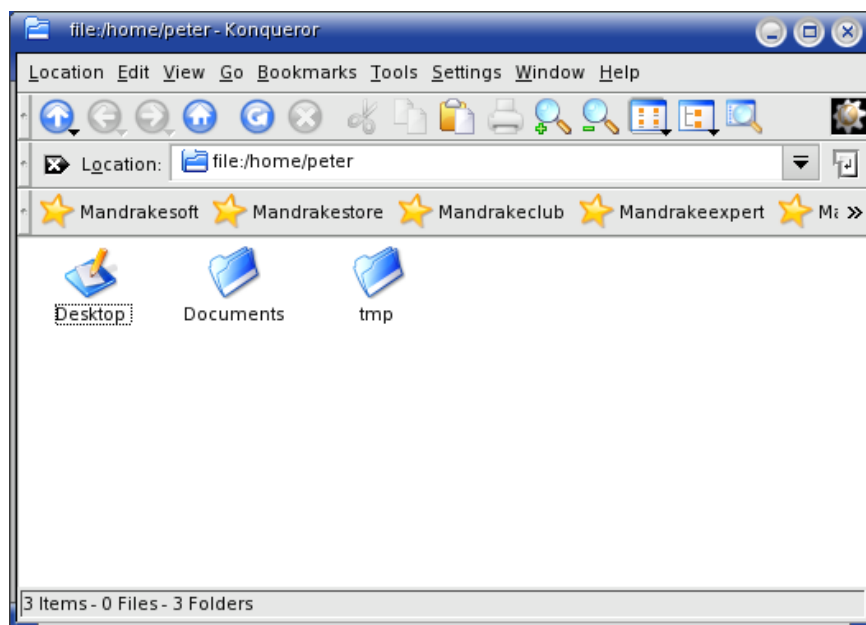 file:/home/peter - Konqueror
Location Edit View Go Bookmarks Tools Settings Window Help
Location: file:/home/peter
Mandrakesoft Mandrakestore Mandrakeclub Mandrakeexpert
Desktop Documents tmp
3 Items - 0 Files - 3 Folders